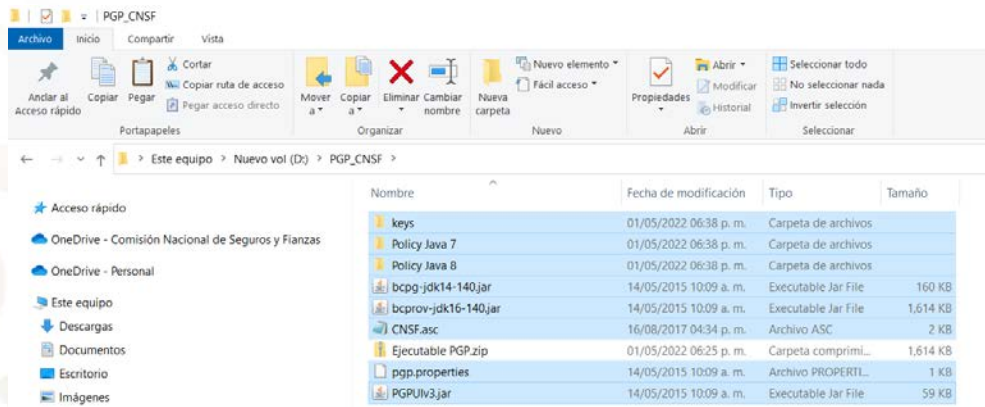 PGP_CNSF
Archivo Inicio Compartir Vista
Anclar al Acceso rápido
Copiar
Pegar
Cortar
Copiar ruta de acceso
Pegar acceso directo
Portapapeles
Mover a
Copiar a
Eliminar
Cambiar nombre
Organizar
Nueva carpeta
Nuevo elemento
Fácil acceso
Nuevo
Propiedades
Abrir
Modificar
Historial
Abrir
Seleccionar todo
No seleccionar nada
Invertir selección
Seleccionar
Este equipo > Nuevo vol (D:) > PGP_CNSF >
Acceso rápido
OneDrive - Comisión Nacional de Seguros y Fianzas
OneDrive - Personal
Este equipo
Descargas
Documentos
Escritorio
Imágenes
Nombre Fecha de modificación Tipo Tamaño
keys 01/05/2022 06:38 p. m. Carpeta de archivos
Policy Java 7 01/05/2022 06:38 p. m. Carpeta de archivos
Policy Java 8 01/05/2022 06:38 p. m. Carpeta de archivos
bcpg-jdk14-140.jar 14/05/2015 10:09 a. m. Executable Jar File 160 KB
bcprov-jdk16-140.jar 14/05/2015 10:09 a. m. Executable Jar File 1,614 KB
CNSF.asc 16/08/2017 04:34 p. m. Archivo ASC 2 KB
Ejecutable PGP.zip 01/05/2022 06:25 p. m. Carpeta comprimi... 1,614 KB
pgp.properties 14/05/2015 10:09 a. m. Archivo PROPERTI... 1 KB
PGPUIv3.jar 14/05/2015 10:09 a. m. Executable Jar File 59 KB